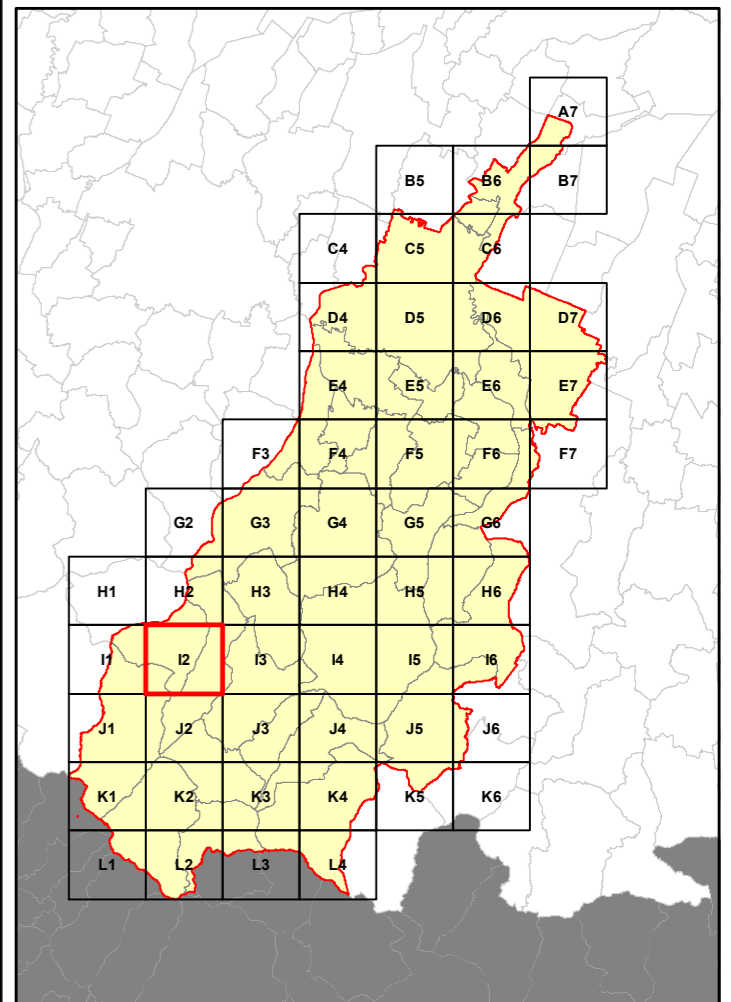 A7
B5 B6 B7
C4 C5 C6
D4 D5 D6 D7
E4 E5 E6 E7
F3 F4 F5 F6 F7
G2 G3 G4 G5 G6
H1 H2 H3 H4 H5 H6
I1 I2 I3 I4 I5 I6
J1 J2 J3 J4 J5 J6
K1 K2 K3 K4 K5 K6
L1 L2 L3 L4